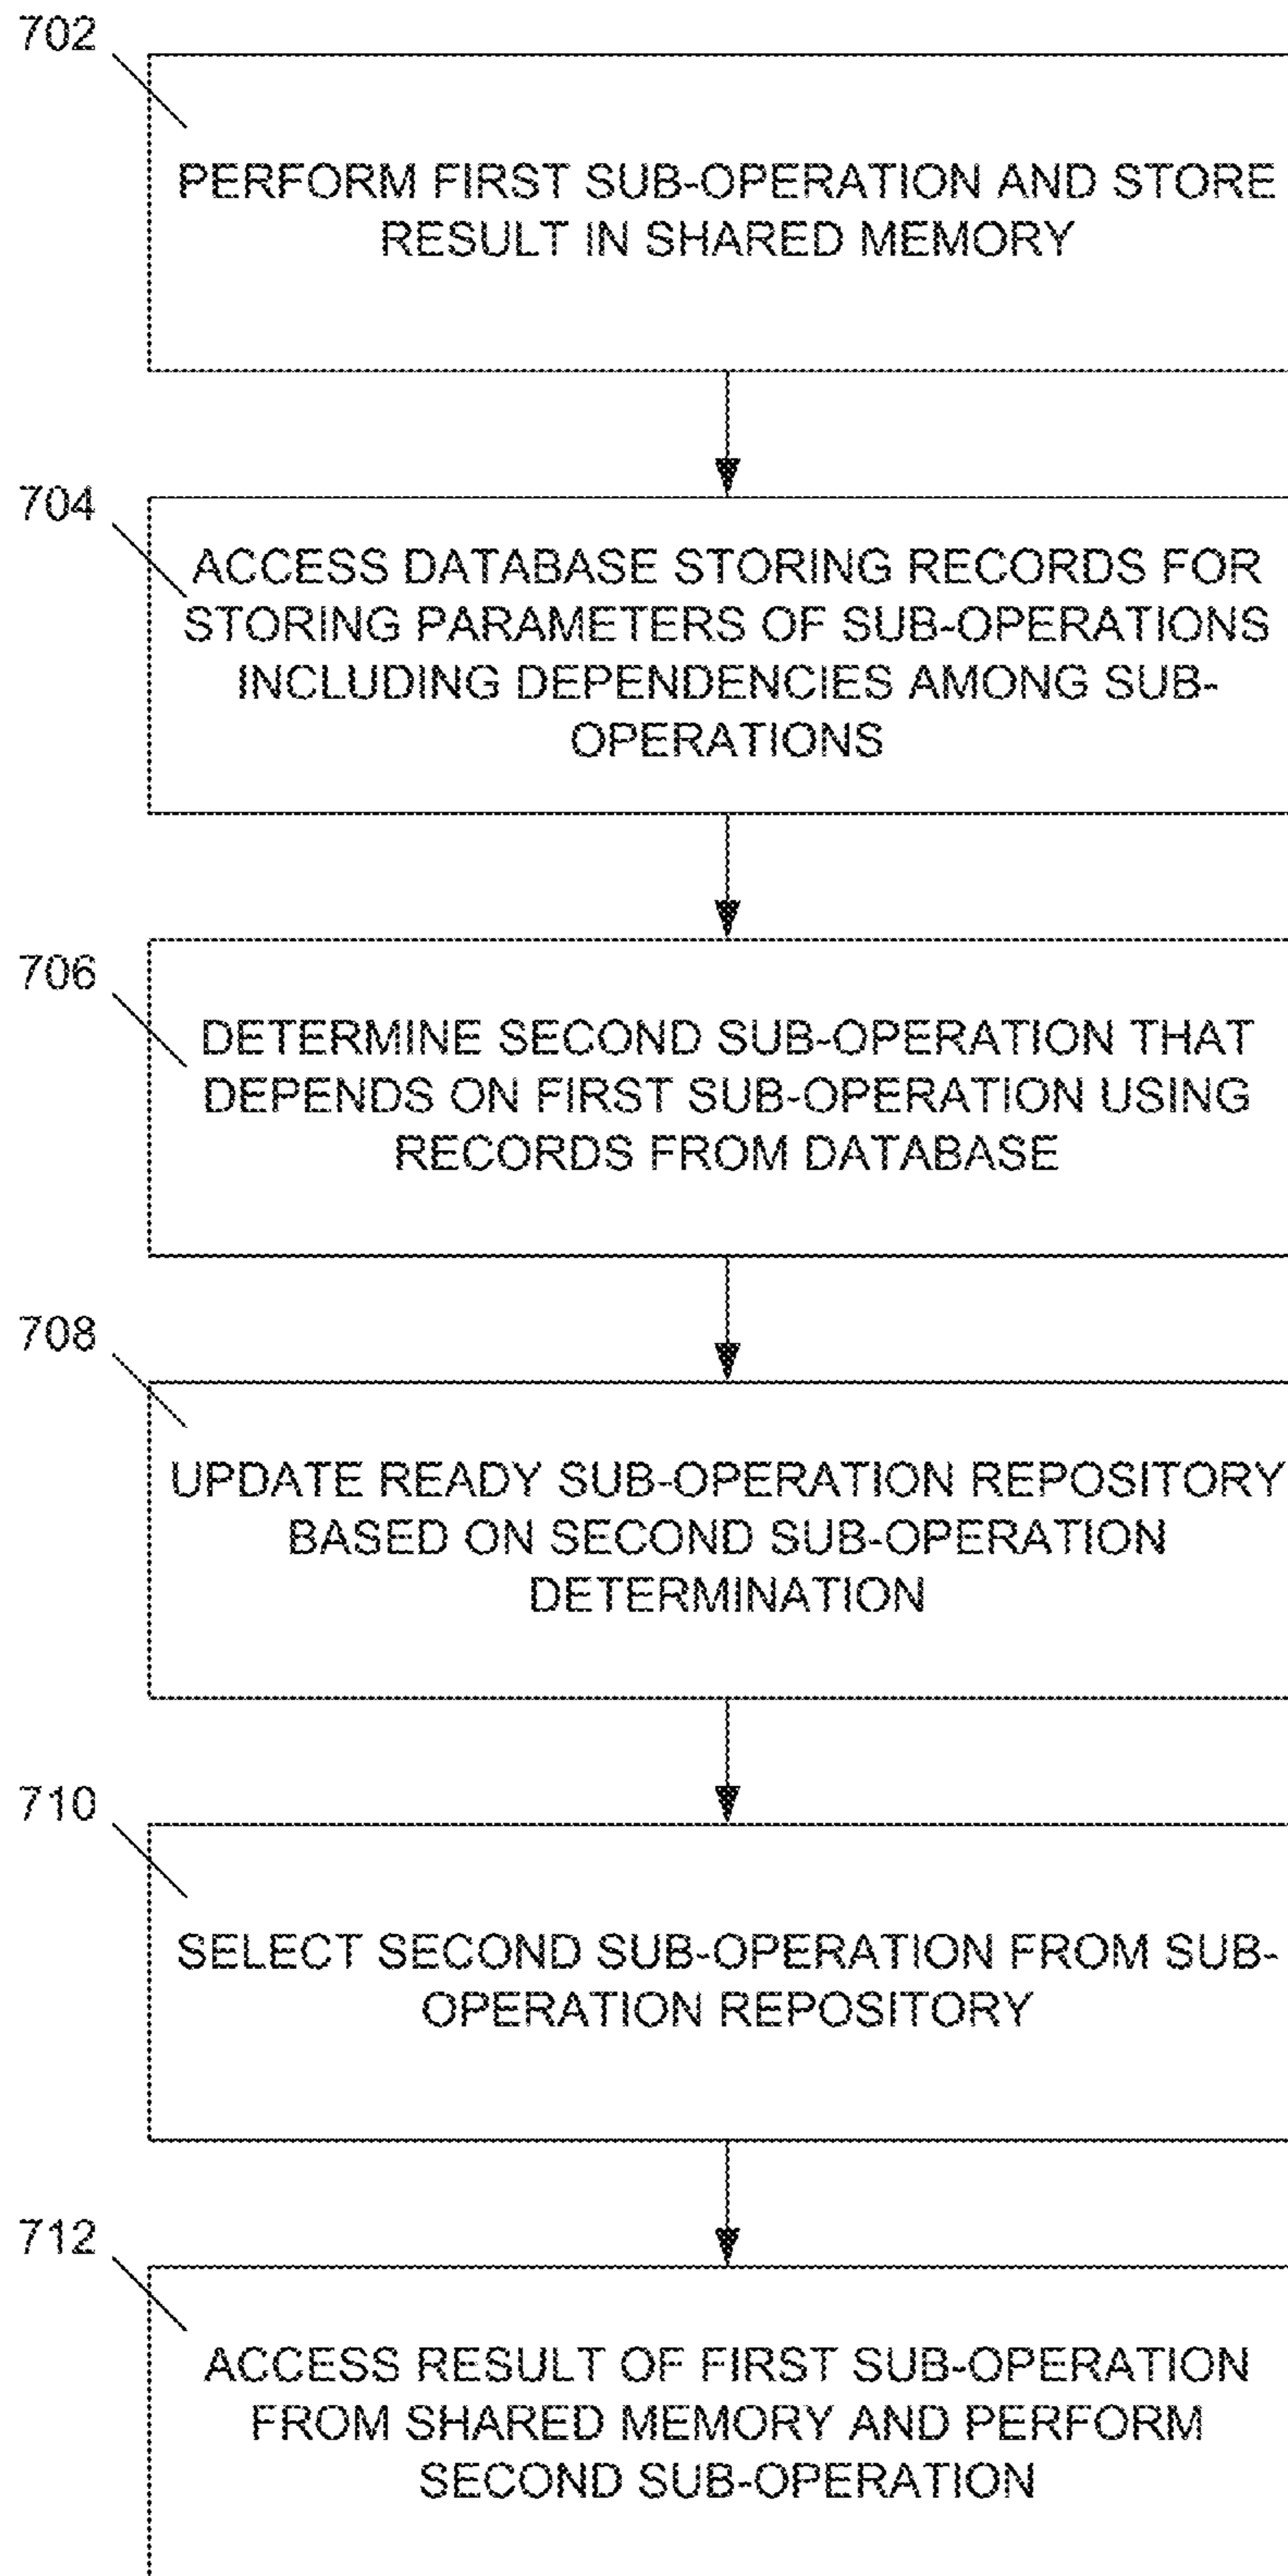 702
PERFORM FIRST SUB-OPERATION AND STORE
RESULT IN SHARED MEMORY
704
ACCESS DATABASE STORING RECORDS FOR
STORING PARAMETERS OF SUB-OPERATIONS
INCLUDING DEPENDENCIES AMONG SUB-
OPERATIONS
706
DETERMINE SECOND SUB-OPERATION THAT
DEPENDS ON FIRST SUB-OPERATION USING
RECORDS FROM DATABASE
708
UPDATE READY SUB-OPERATION REPOSITORY
BASED ON SECOND SUB-OPERATION
DETERMINATION
710
SELECT SECOND SUB-OPERATION FROM SUB-
OPERATION REPOSITORY
712
ACCESS RESULT OF FIRST SUB-OPERATION
FROM SHARED MEMORY AND PERFORM
SECOND SUB-OPERATION